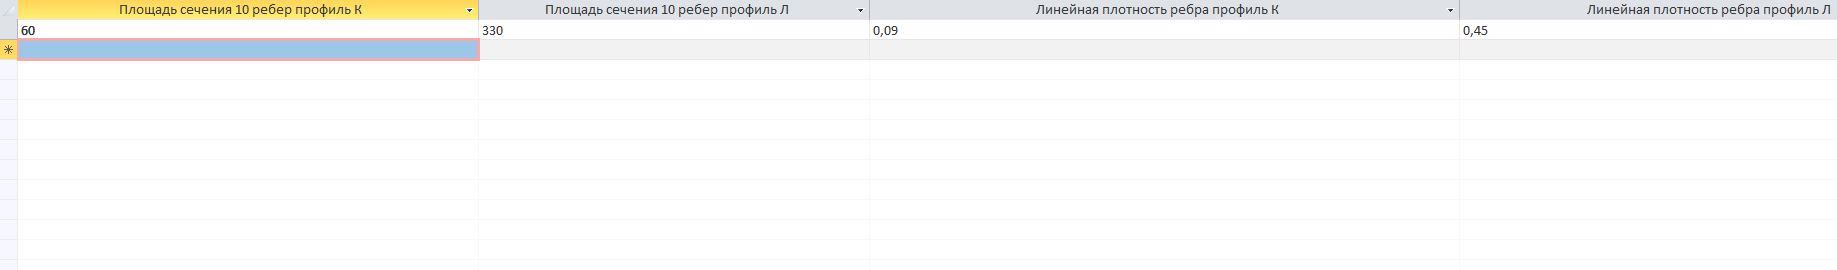 Площадь сечения 10 ребер профиль К Площадь сечения 10 ребер профиль Л Линейная плотность ребра профиль К Линейная плотность ребра профиль Л
60 330 0,09 0,45